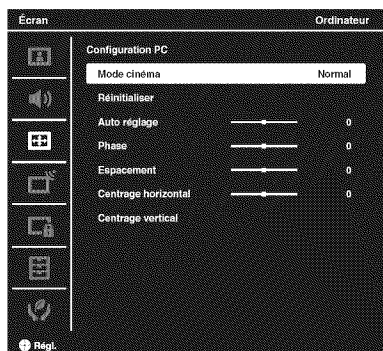 Écran Ordinateur
Configuration PC
Mode cinéma Normal
Réinitialiser
Auto réglage 0
Phase 0
Espacement 0
Centrage horizontal 0
Centrage vertical
Régl.